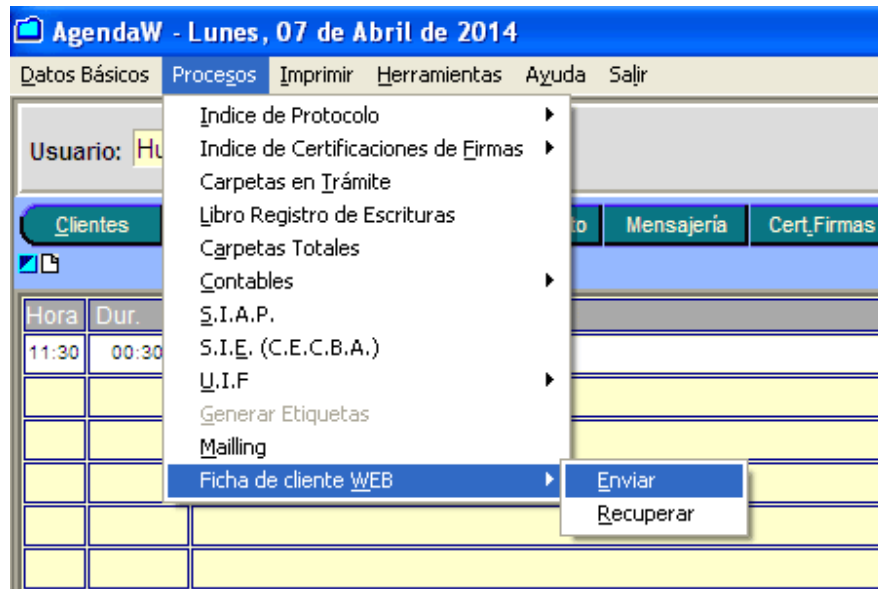 AgendaW - Lunes, 07 de Abril de 2014
Datos Básicos Procesos Imprimir Herramientas Ayuda Salir
Usuario:
Indice de Protocolo
Indice de Certificaciones de Firmas
Carpetas en Trámite
Libro Registro de Escrituras
Carpetas Totales
Contables
S.I.A.P.
S.I.E. (C.E.C.B.A.)
U.I.F
Generar Etiquetas
Mailling
Ficha de cliente WEB
Enviar
Recuperar
Clientes Mensajería Cert.Firmas
Hora Dur.
11:30 00:30